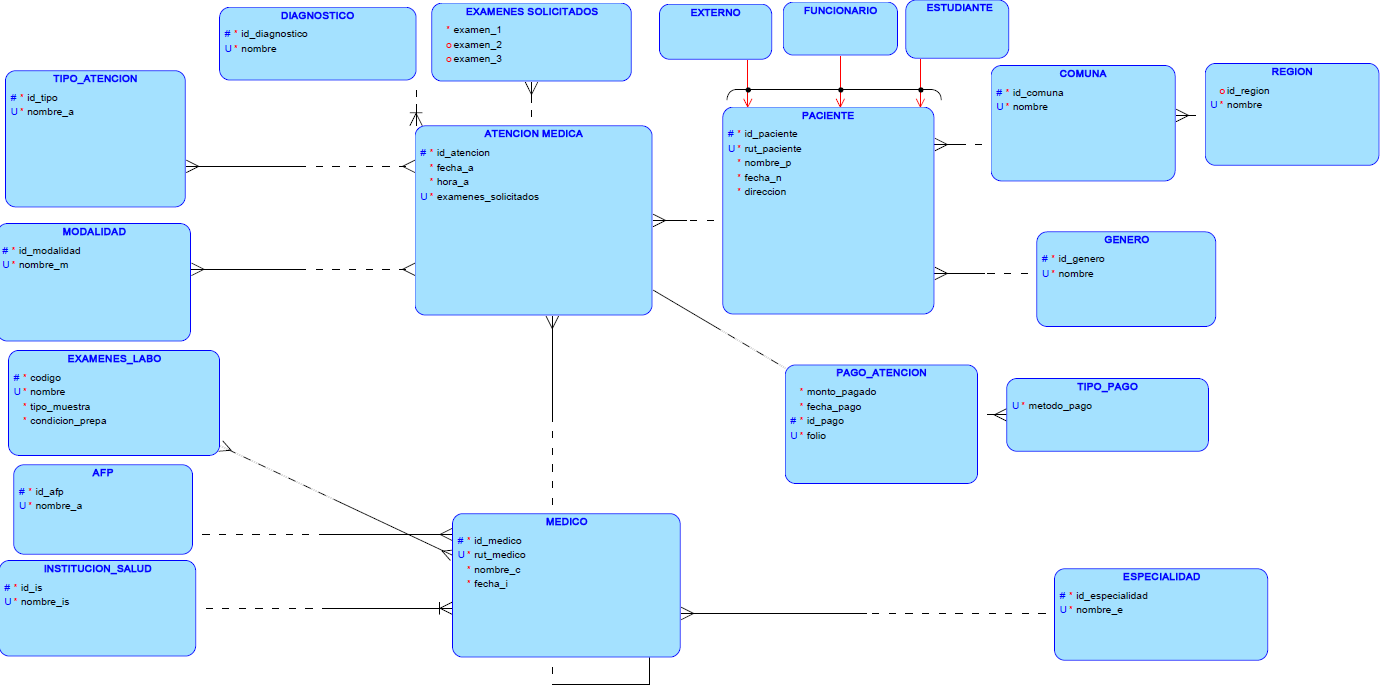 DIAGNOSTICO
# * id_diagnostico
U * nombre
EXAMENES SOLICITADOS
* examen_1
o examen_2
o examen_3
EXTERNO
FUNCIONARIO
ESTUDIANTE
TIPO_ATENCION
# * id_tipo
U * nombre_a
COMUNA
# * id_comuna
U * nombre
REGION
o id_region
U * nombre
ATENCION MEDICA
# * id_atencion
* fecha_a
* hora_a
U * examenes_solicitados
PACIENTE
# * id_paciente
U * rut_paciente
* nombre_p
* fecha_n
* direccion
MODALIDAD
# * id_modalidad
U * nombre_m
GENERO
# * id_genero
U * nombre
EXAMENES_LABO
# * codigo
U * nombre
* tipo_muestra
* condicion_prepa
PAGO_ATENCION
* monto_pagado
* fecha_pago
# * id_pago
U * folio
TIPO_PAGO
U * metodo_pago
AFP
# * id_afp
U * nombre_a
MEDICO
# * id_medico
U * rut_medico
* nombre_c
* fecha_i
INSTITUCION_SALUD
# * id_is
U * nombre_is
ESPECIALIDAD
# * id_especialidad
U * nombre_e